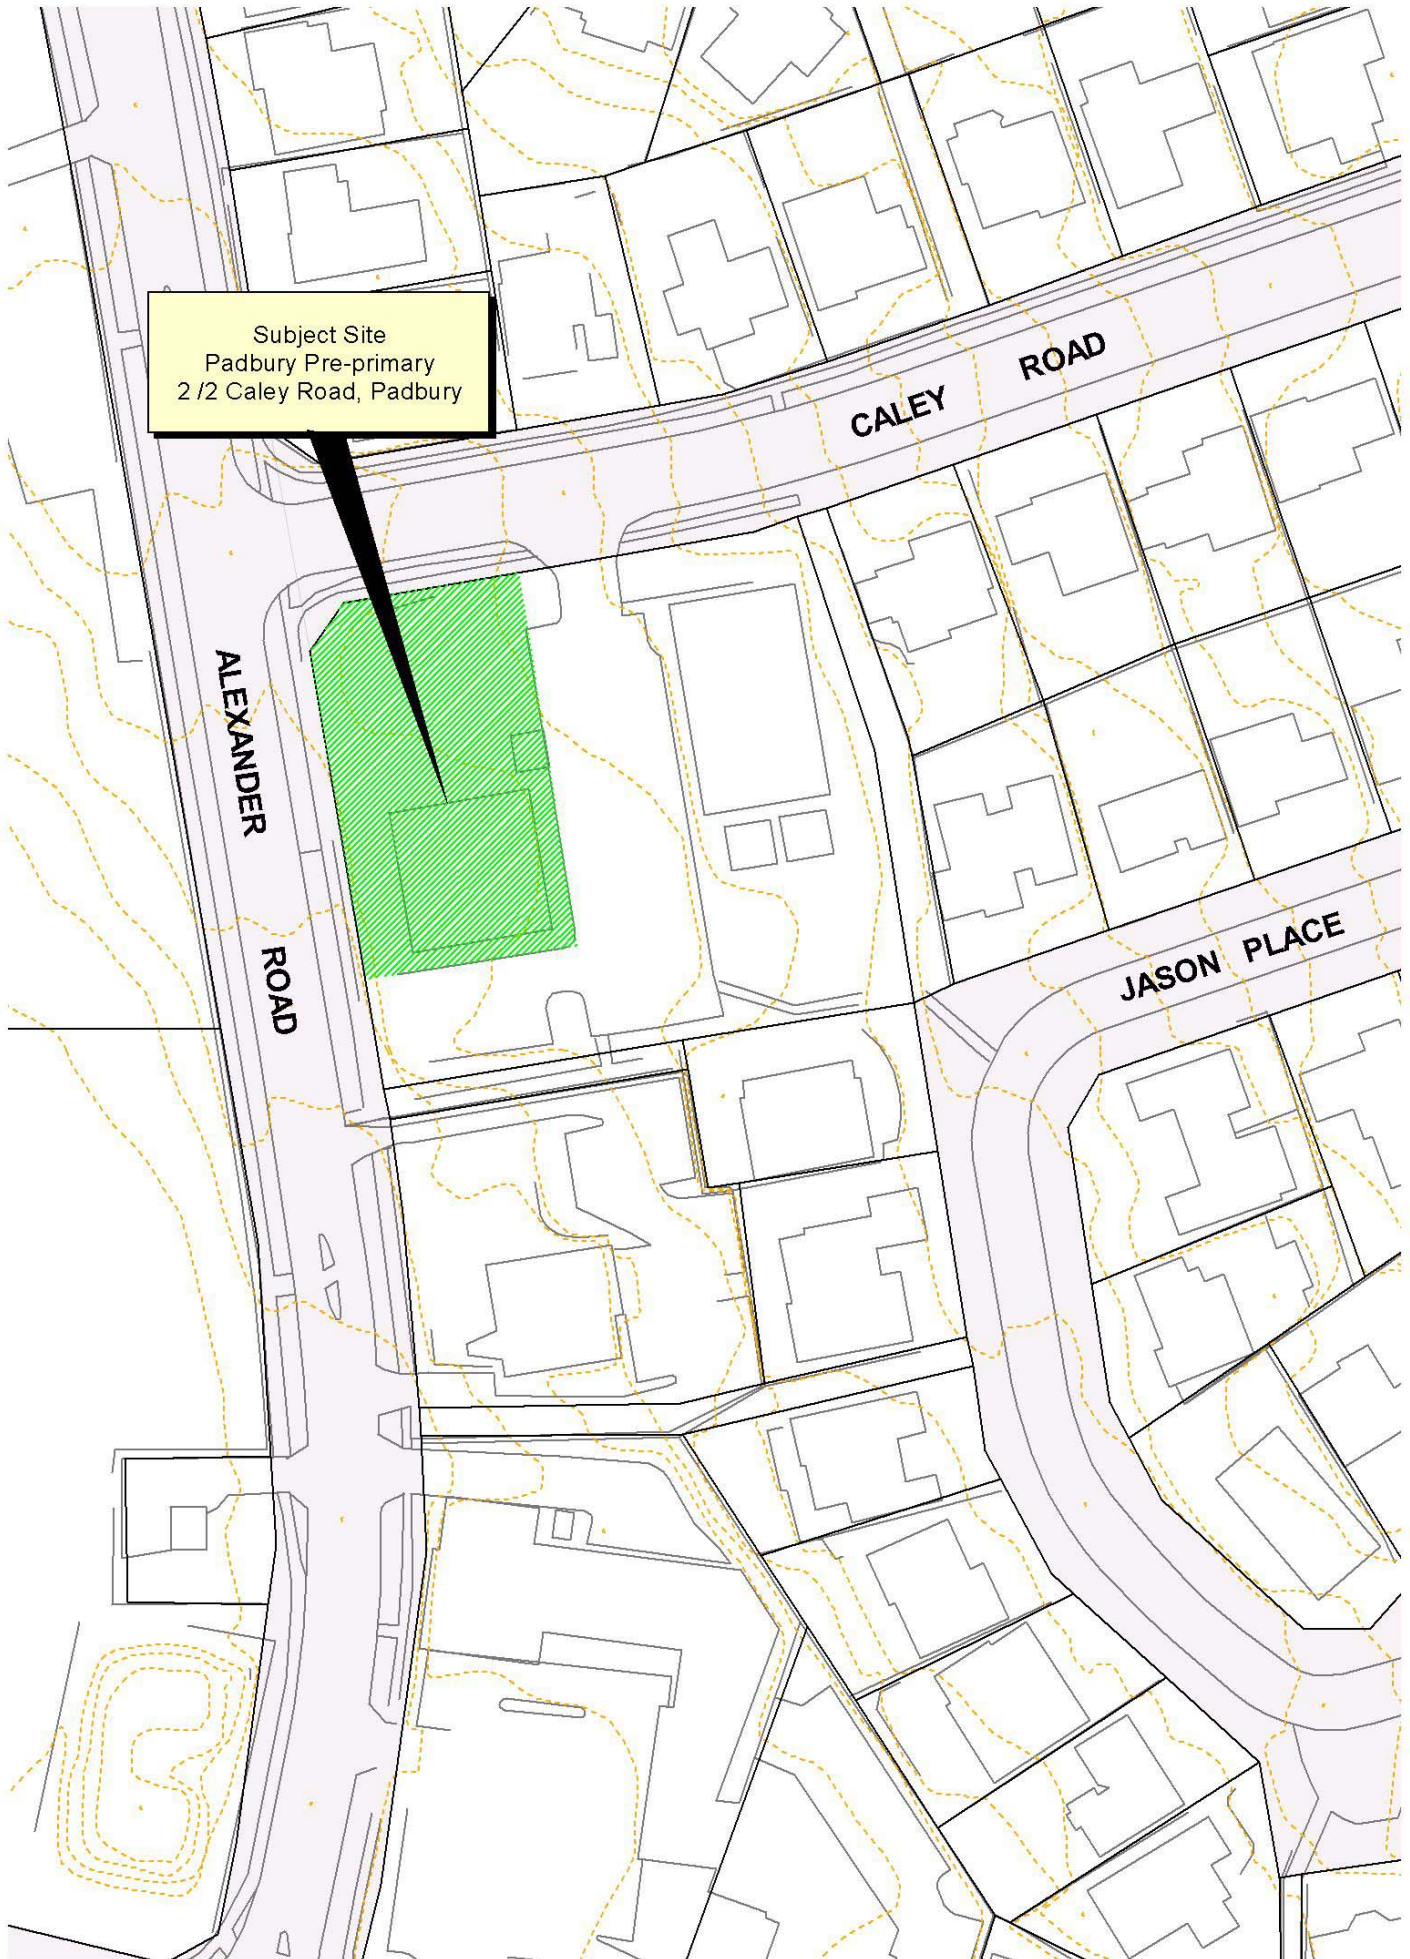 Subject Site
Padbury Pre-primary
2 /2 Caley Road, Padbury
CALEY ROAD
ALEXANDER ROAD
JASON PLACE